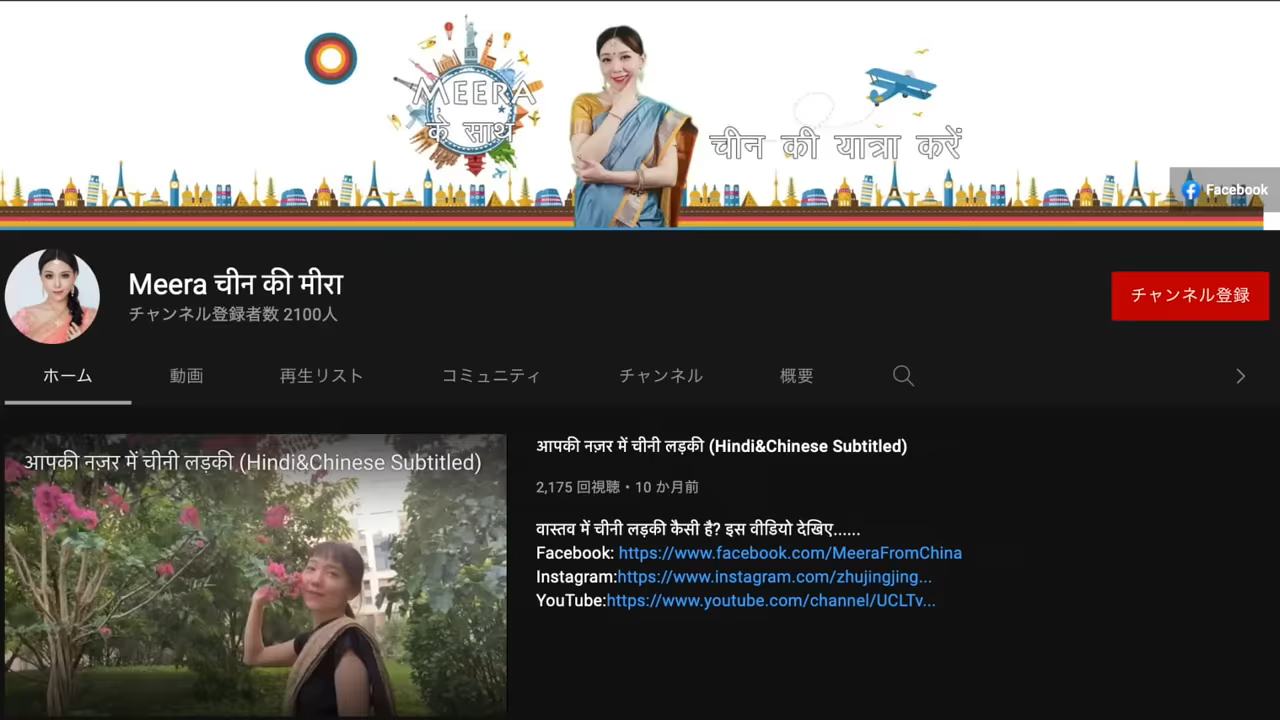 MEERA
के साथ
चीन की यात्रा करें
Facebook
Meera चीन की मीरा
チャンネル登録者数 2100人
チャンネル登録
ホーム 動画 再生リスト コミュニティ チャンネル 概要
आपकी नज़र में चीनी लड़की (Hindi&Chinese Subtitled)
आपकी नज़र में चीनी लड़की (Hindi&Chinese Subtitled)
2,175 回視聴・10 か月前
वास्तव में चीनी लड़की कैसी है? इस वीडियो देखिए......
Facebook: https://www.facebook.com/MeeraFromChina
Instagram:https://www.instagram.com/zhujingjing...
YouTube:https://www.youtube.com/channel/UCLTv...